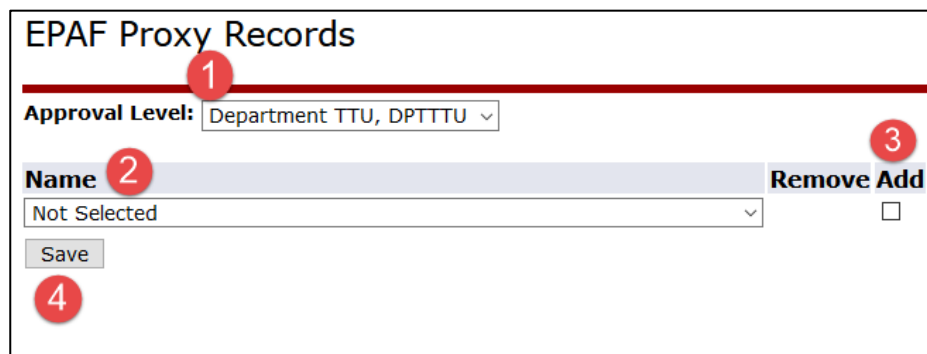 EPAF Proxy Records
1
Approval Level: Department TTU, DPTTTU
3
Name 2 Remove Add
Not Selected
Save
4